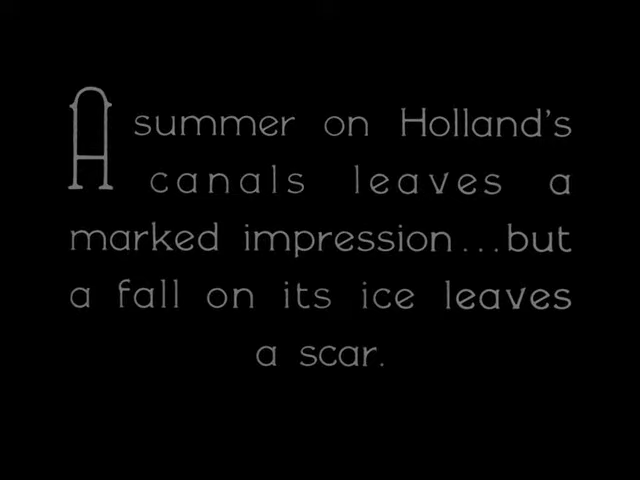 A summer on Holland's
canals leaves a
marked impression...but
a fall on its ice leaves
a scar.